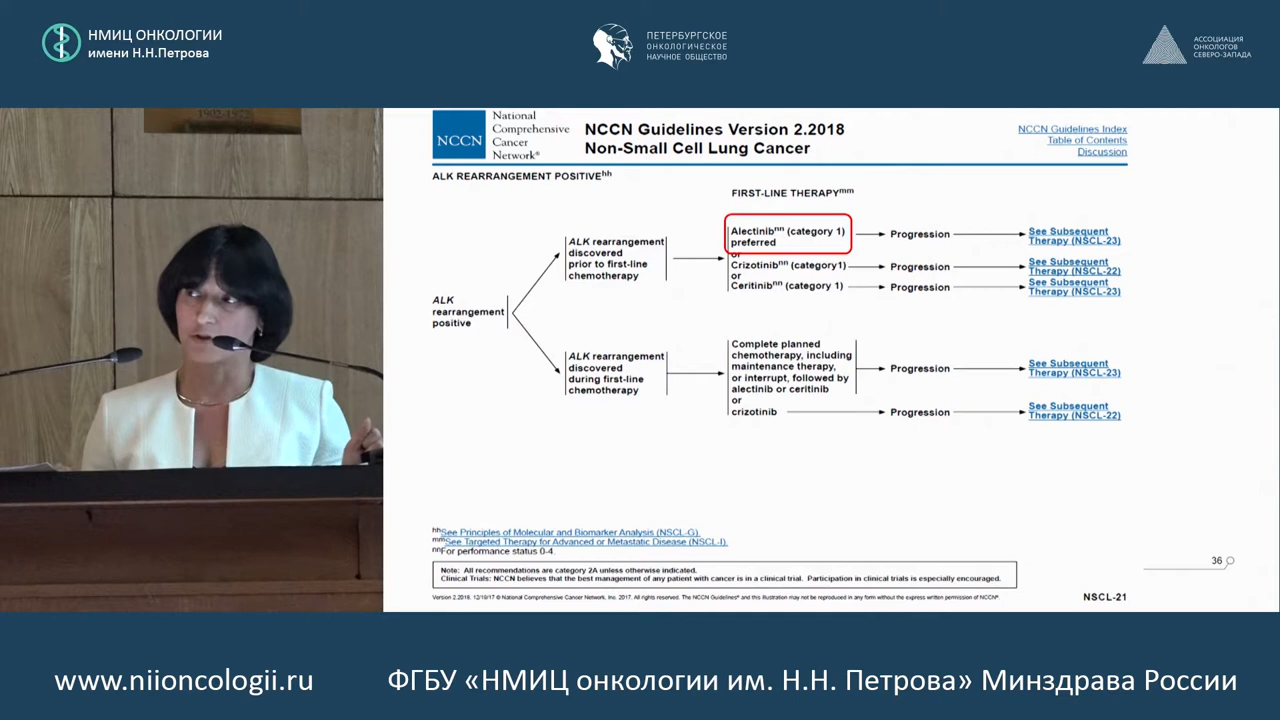 НМИЦ ОНКОЛОГИИ
имени Н.Н.Петрова
ПЕТЕРБУРГСКОЕ
ОНКОЛОГИЧЕСКОЕ
НАУЧНОЕ ОБЩЕСТВО
АССОЦИАЦИЯ
ОНКОЛОГОВ
СЕВЕРО-ЗАПАДА
NCCN
National
Comprehensive
Cancer
Network®
NCCN Guidelines Version 2.2018
Non-Small Cell Lung Cancer
NCCN Guidelines Index
Table of Contents
Discussion
ALK REARRANGEMENT POSITIVEhh
FIRST-LINE THERAPYmm
ALK
rearrangement
positive
ALK rearrangement
discovered
prior to first-line
chemotherapy
Alectinibnn (category 1)
preferred
or
Crizotinibnn (category1)
or
Ceritinibnn (category 1)
Progression
See Subsequent
Therapy (NSCL-23)
Progression
See Subsequent
Therapy (NSCL-22)
Progression
See Subsequent
Therapy (NSCL-23)
ALK rearrangement
discovered
during first-line
chemotherapy
Complete planned
chemotherapy, including
maintenance therapy,
or interrupt, followed by
alectinib or ceritinib
or
crizotinib
Progression
See Subsequent
Therapy (NSCL-23)
Progression
See Subsequent
Therapy (NSCL-22)
hhSee Principles of Molecular and Biomarker Analysis (NSCL-G).
mmSee Targeted Therapy for Advanced or Metastatic Disease (NSCL-I).
nnFor performance status 0-4.
36
Note: All recommendations are category 2A unless otherwise indicated.
Clinical Trials: NCCN believes that the best management of any patient with cancer is in a clinical trial. Participation in clinical trials is especially encouraged.
Version 2.2018, 12/19/17 © National Comprehensive Cancer Network, Inc. 2017, All rights reserved. The NCCN Guidelines® and this illustration may not be reproduced in any form without the express written permission of NCCN®.
NSCL-21
www.niioncologii.ru
ФГБУ «НМИЦ онкологии им. Н.Н. Петрова» Минздрава России